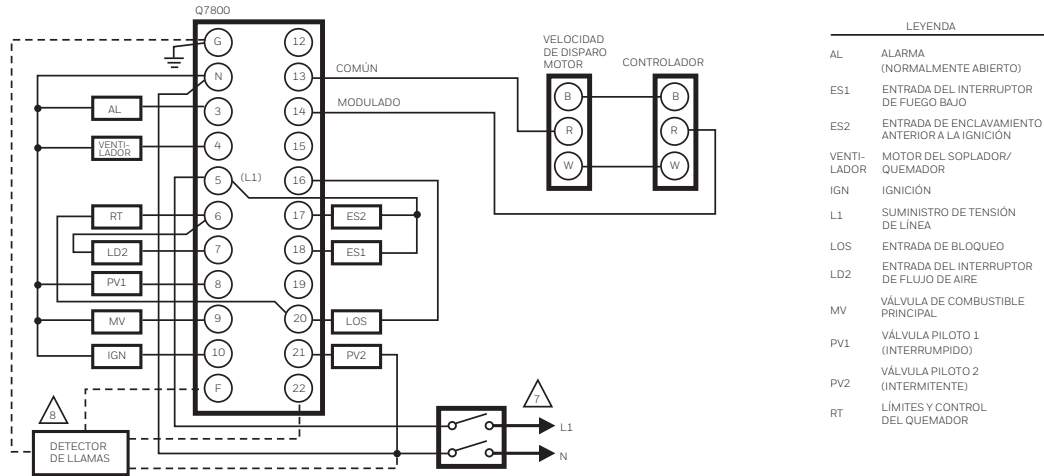 Q7800
G
N
3
4
5
6
7
8
9
10
F
12
13
14
15
16
17
18
19
20
21
22
AL
VENTI-
LADOR
RT
LD2
PV1
MV
IGN
(L1)
ES2
ES1
LOS
PV2
COMÚN
MODULADO
VELOCIDAD
DE DISPARO
MOTOR
B
R
W
CONTROLADOR
B
R
W
8
DETECTOR
DE LLAMAS
7
L1
N
LEYENDA
AL ALARMA
(NORMALMENTE ABIERTO)
ES1 ENTRADA DEL INTERRUPTOR
DE FUEGO BAJO
ES2 ENTRADA DE ENCLAVAMIENTO
ANTERIOR A LA IGNICIÓN
VENTI- MOTOR DEL SOPLADOR/
LADOR QUEMADOR
IGN IGNICIÓN
L1 SUMINISTRO DE TENSIÓN
DE LÍNEA
LOS ENTRADA DE BLOQUEO
LD2 ENTRADA DEL INTERRUPTOR
DE FLUJO DE AIRE
MV VÁLVULA DE COMBUSTIBLE
PRINCIPAL
PV1 VÁLVULA PILOTO 1
(INTERRUMPIDO)
PV2 VÁLVULA PILOTO 2
(INTERMITENTE)
RT LÍMITES Y CONTROL
DEL QUEMADOR